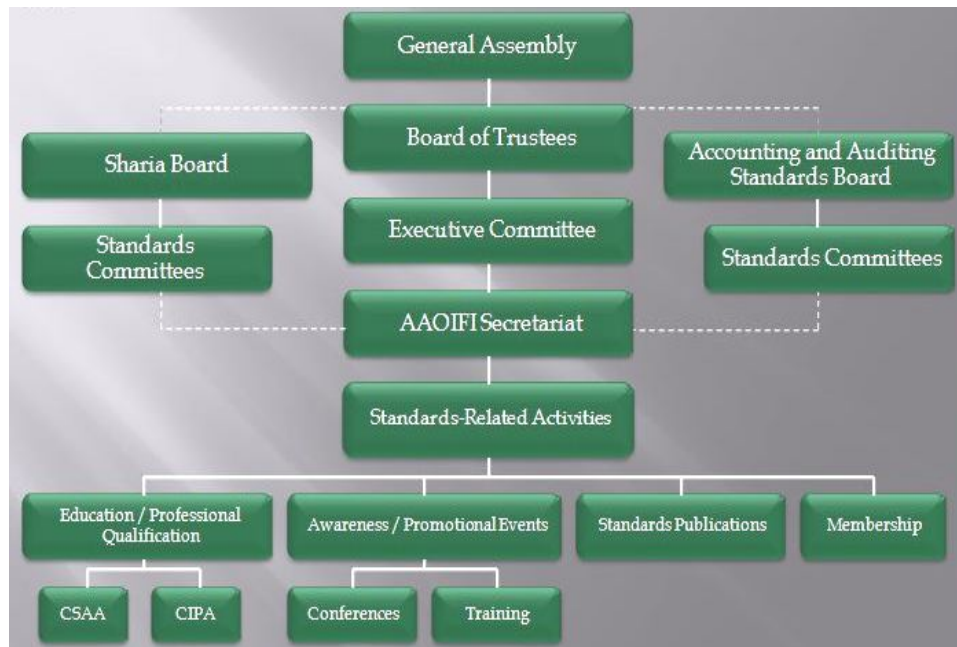 General Assembly
Board of Trustees
Sharia Board
Accounting and Auditing
Standards Board
Executive Committee
Standards
Committees
Standards Committees
AAOIFI Secretariat
Standards-Related Activities
Education / Professional
Qualification
Awareness / Promotional Events
Standards Publications
Membership
CSAA
CIPA
Conferences
Training